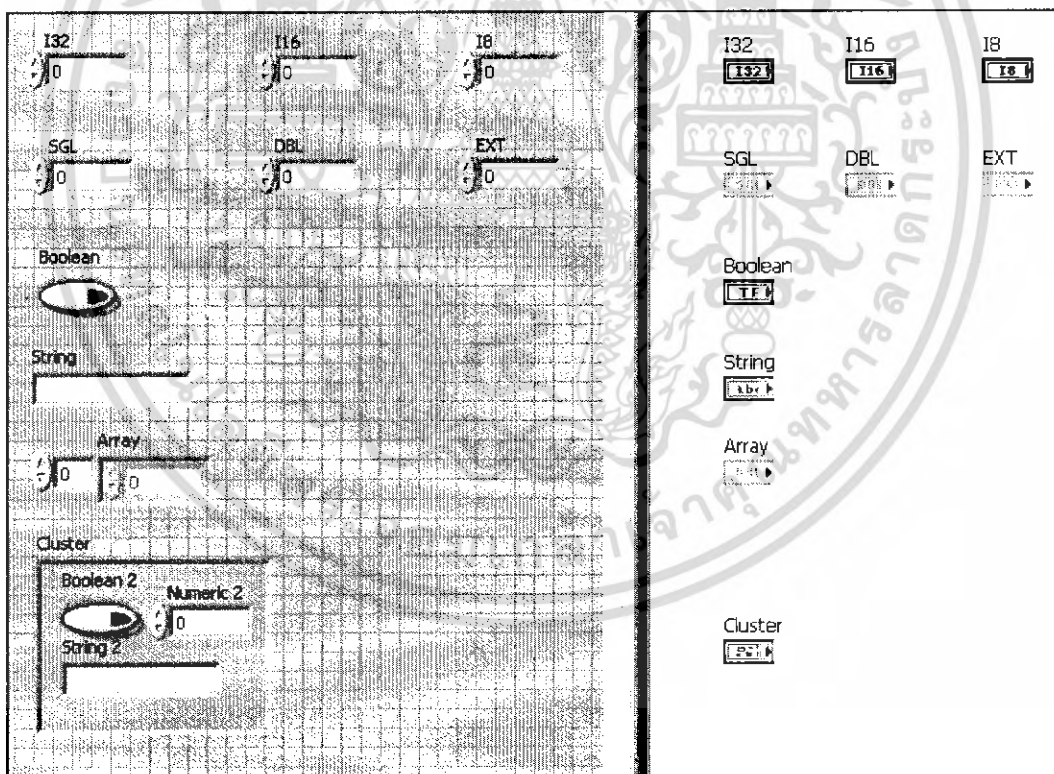 I32 I16 I8
0 0 0
SGL DBL EXT
0 0 0
Boolean
String
Array
0 0
Cluster
Boolean 2
Numeric 2
0
String 2
I32 I16 I8
I32 I16 I8
SGL DBL EXT
Boolean
TF
String
abc
Array
Cluster